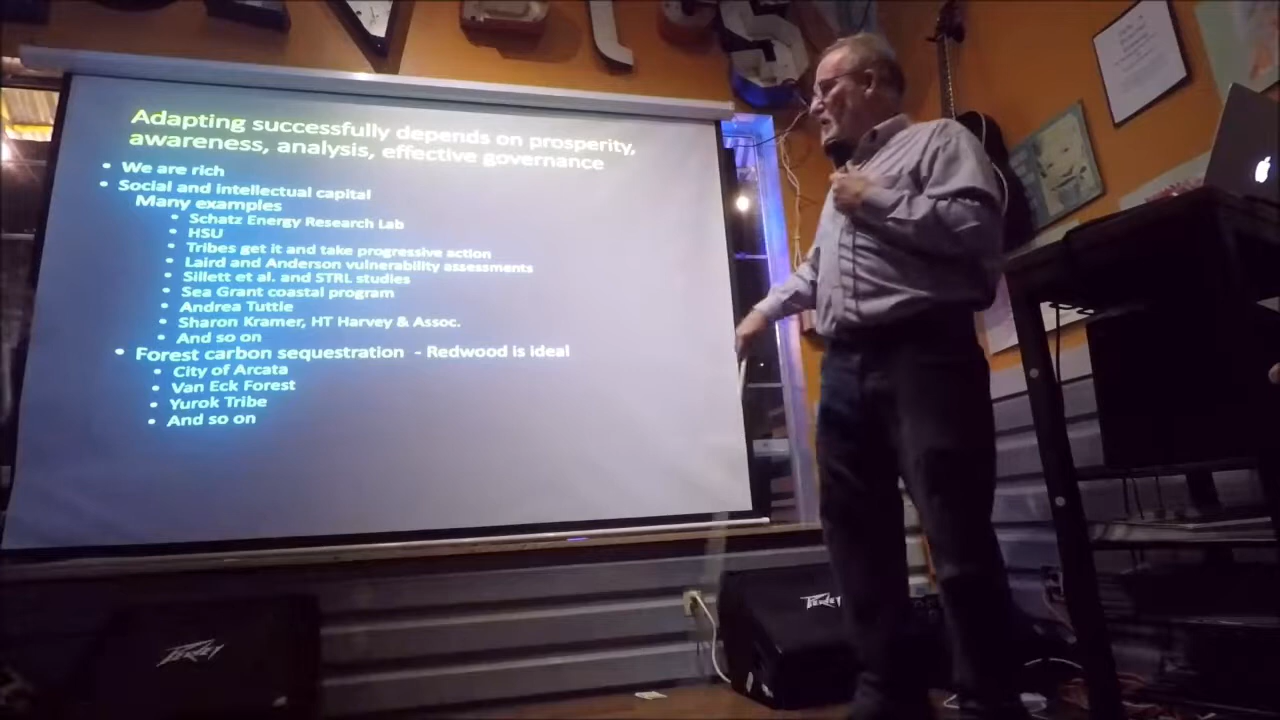 Adapting successfully depends on prosperity,
awareness, analysis, effective governance
• We are rich
• Social and intellectual capital
Many examples
• Schatz Energy Research Lab
• HSU
• Tribes get it and take progressive action
• Laird and Anderson vulnerability assessments
• Sillett et al. and STRL studies
• Sea Grant coastal program
• Andrea Tuttle
• Sharon Kramer, HT Harvey & Assoc.
• And so on
• Forest carbon sequestration - Redwood is ideal
• City of Arcata
• Van Eck Forest
• Yurok Tribe
• And so on
PEAVEY
PEAVEY